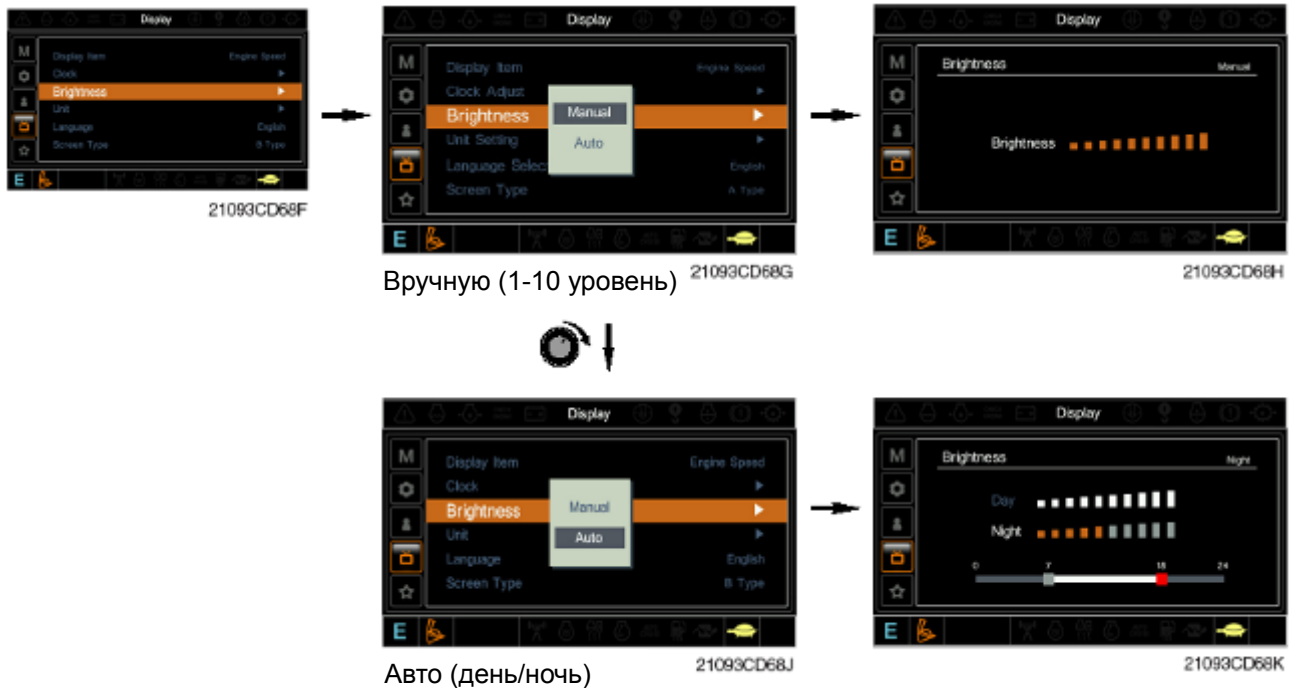 Display
M
Display Item Engine Speed
Clock
Brightness
Unit
Language English
Screen Type B Type
E
21093CD68F
Display
M
Display Item Engine Speed
Clock Adjust
Brightness
Manual
Auto
Unit Setting
Language Selec English
Screen Type A Type
E
21093CD68G
Display
M
Brightness Manual
Brightness
E
21093CD68H
Вручную (1-10 уровень)
Display
M
Display Item Engine Speed
Clock
Brightness
Manual
Auto
Unit
Language English
Screen Type B Type
E
21093CD68J
Display
M
Brightness Night
Day
Night
0 7 18 24
E
21093CD68K
Авто (день/ночь)